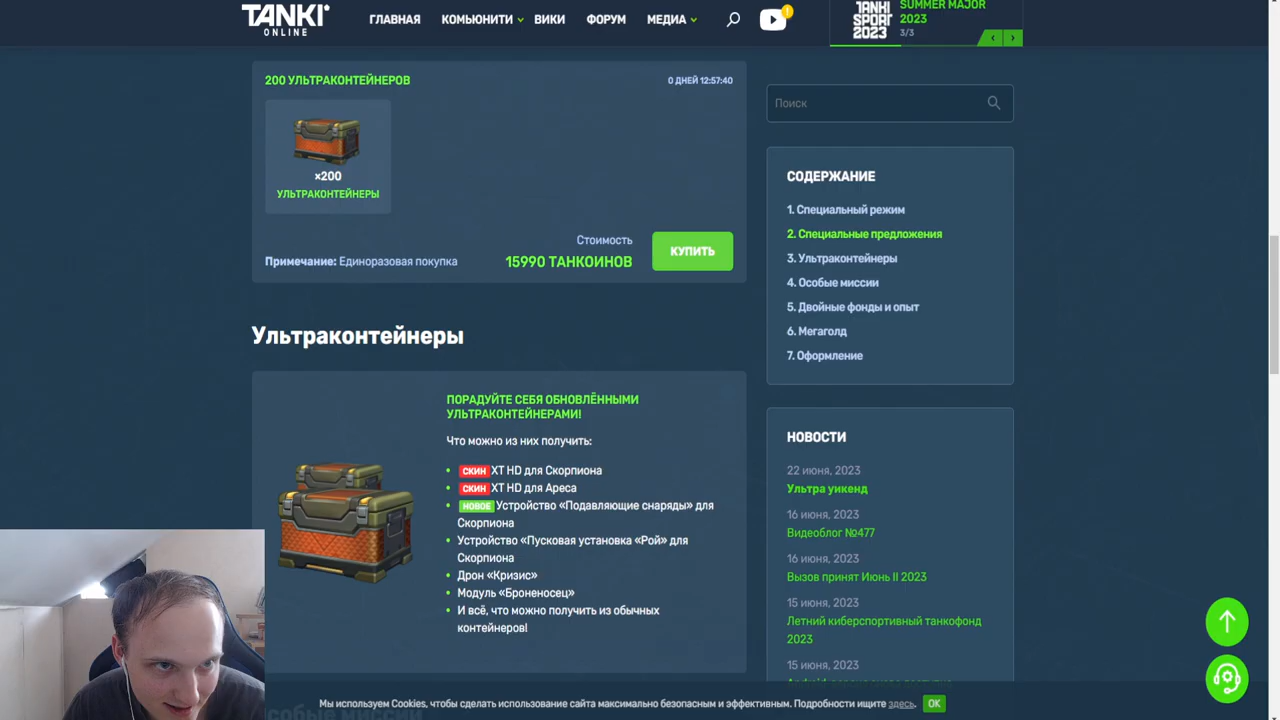 TANKI
ONLINE
ГЛАВНАЯ
КОМЬЮНИТИ
ВИКИ
ФОРУМ
МЕДИА
!
TANKI
SPORT
2023
SUMMER MAJOR
2023
3/3
200 УЛЬТРАКОНТЕЙНЕРОВ
0 ДНЕЙ 12:57:40
×200
УЛЬТРАКОНТЕЙНЕРЫ
Стоимость
Примечание: Единоразовая покупка
15990 ТАНКОИНОВ
КУПИТЬ
Ультраконтейнеры
ПОРАДУЙТЕ СЕБЯ ОБНОВЛЁННЫМИ
УЛЬТРАКОНТЕЙНЕРАМИ!
Что можно из них получить:
СКИН XT HD для Скорпиона
СКИН XT HD для Ареса
НОВОЕ Устройство «Подавляющие снаряды» для
Скорпиона
Устройство «Пусковая установка «Рой» для
Скорпиона
Дрон «Кризис»
Модуль «Броненосец»
И всё, что можно получить из обычных
контейнеров!
Поиск
СОДЕРЖАНИЕ
1. Специальный режим
2. Специальные предложения
3. Ультраконтейнеры
4. Особые миссии
5. Двойные фонды и опыт
6. Мегаголд
7. Оформление
НОВОСТИ
22 июня, 2023
Ультра уикенд
16 июня, 2023
Видеоблог №477
16 июня, 2023
Вызов принят Июнь II 2023
15 июня, 2023
Летний киберспортивный танкофонд
2023
15 июня, 2023
Мы используем Cookies, чтобы сделать использование сайта максимально безопасным и эффективным. Подробности ищите здесь.
OK